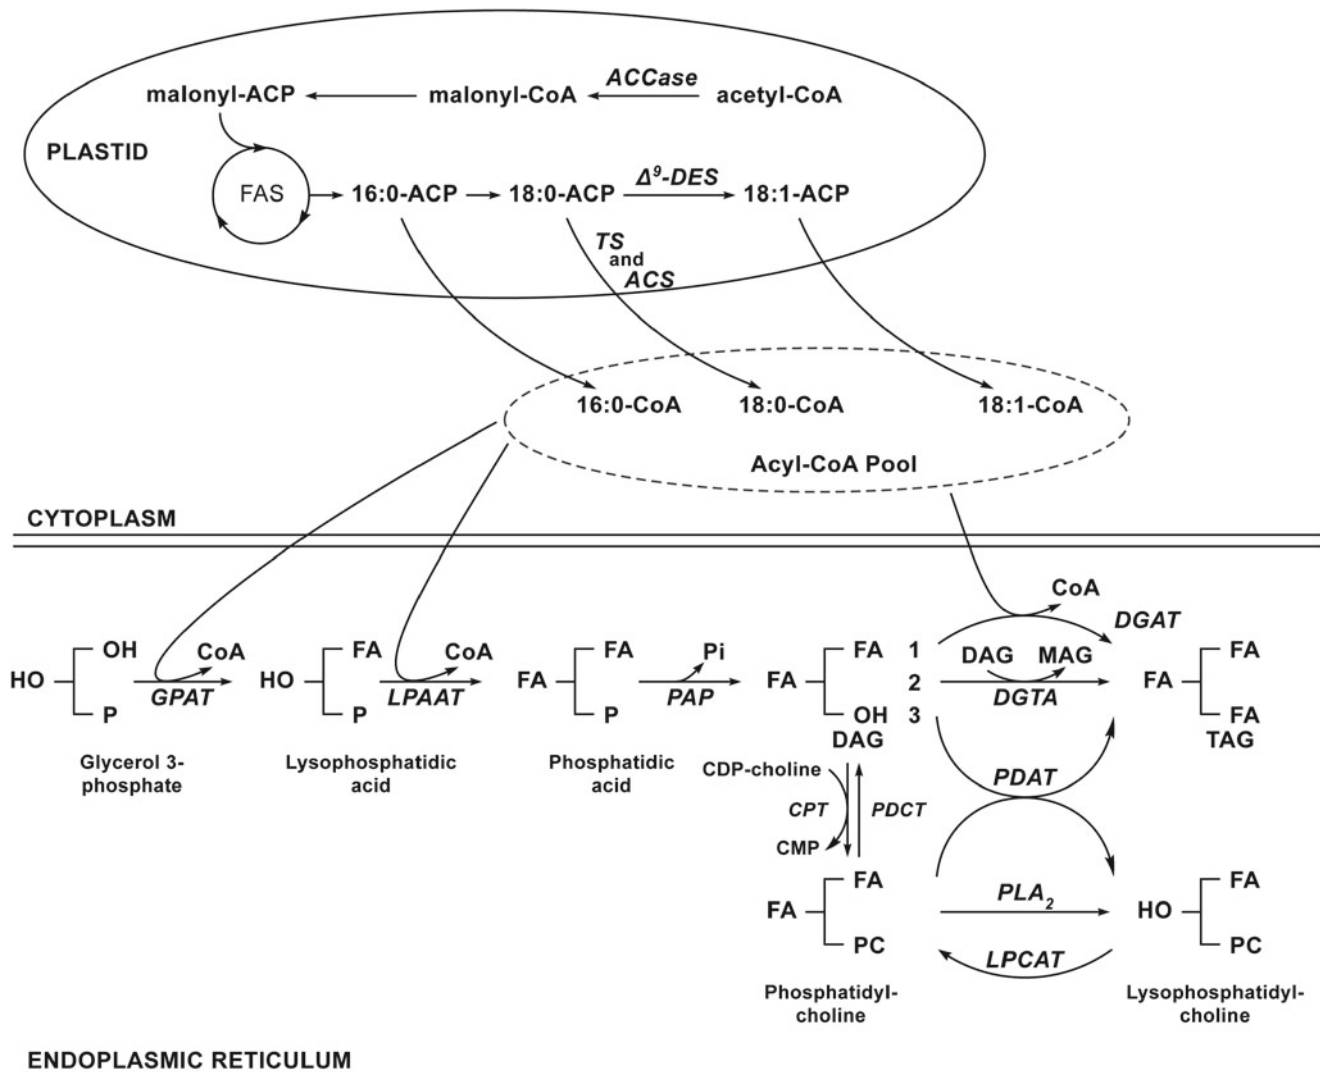 ACCase
malonyl-ACP malonyl-CoA acetyl-CoA
PLASTID
FAS 16:0-ACP 18:0-ACP Δ⁹-DES 18:1-ACP
TS
and
ACS
16:0-CoA 18:0-CoA 18:1-CoA
Acyl-CoA Pool
CYTOPLASM
CoA
DGAT
OH CoA FA CoA FA Pi FA 1 DAG MAG FA
HO GPAT HO LPAAT FA PAP FA 2 DGTA FA
P P P OH 3 FA
DAG TAG
Glycerol 3- Lysophosphatidic Phosphatidic CDP-choline PDAT
phosphate acid acid
CPT PDCT
CMP
FA PLA₂ FA
FA HO
PC LPCAT PC
Phosphatidyl- Lysophosphatidyl-
choline choline
ENDOPLASMIC RETICULUM